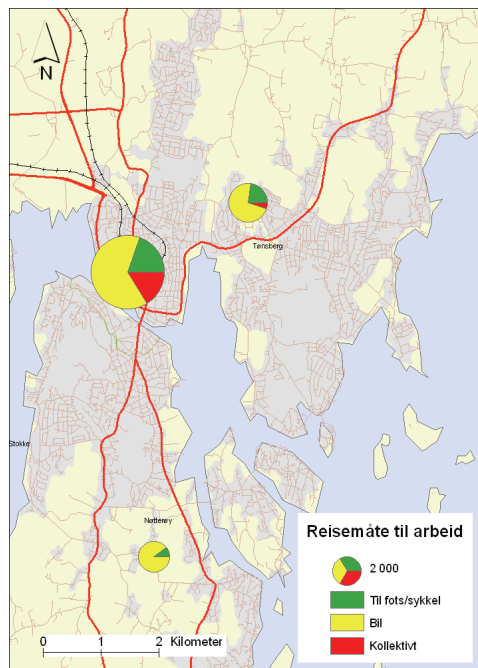 N
Tønsberg
Stokke
Nøtterøy
Reisemåte til arbeid
2 000
Til fots/sykkel
Bil
Kollektivt
0 1 2 Kilometer